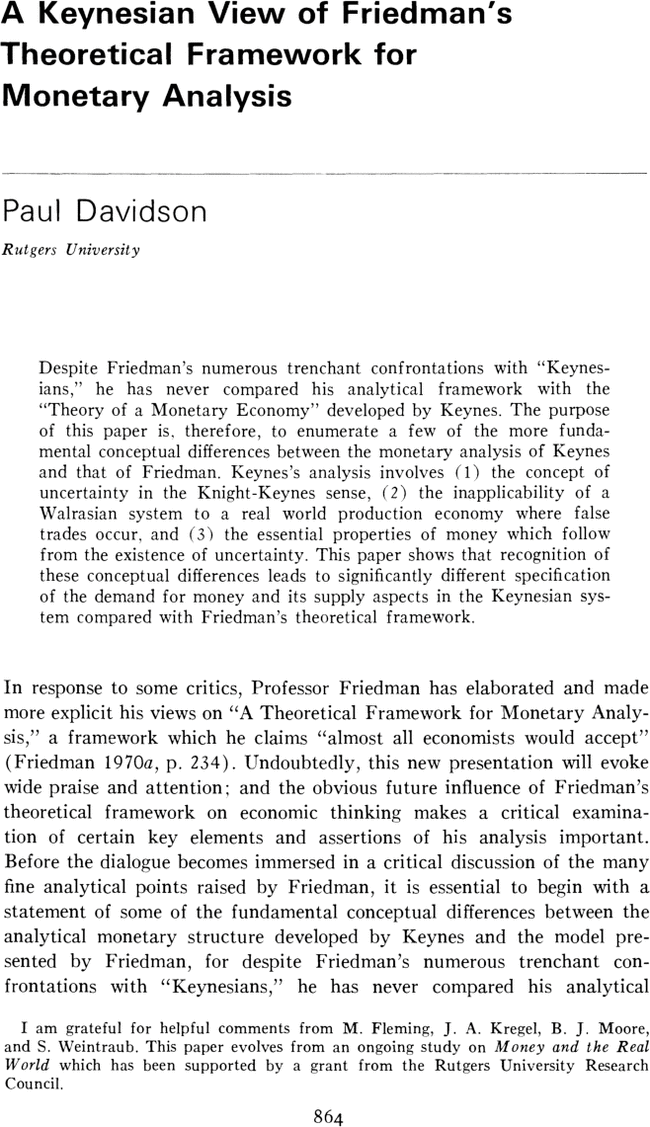 A Keynesian View of Friedman's
Theoretical Framework for
Monetary Analysis
Paul Davidson
Rutgers University
Despite Friedman's numerous trenchant confrontations with “Keynes-
ians,” he has never compared his analytical framework with the
“Theory of a Monetary Economy” developed by Keynes. The purpose
of this paper is, therefore, to enumerate a few of the more funda-
mental conceptual differences between the monetary analysis of Keynes
and that of Friedman. Keynes's analysis involves (1) the concept of
uncertainty in the Knight-Keynes sense, (2) the inapplicability of a
Walrasian system to a real world production economy where false
trades occur, and (3) the essential properties of money which follow
from the existence of uncertainty. This paper shows that recognition of
these conceptual differences leads to significantly different specification
of the demand for money and its supply aspects in the Keynesian sys-
tem compared with Friedman's theoretical framework.
In response to some critics, Professor Friedman has elaborated and made
more explicit his views on “A Theoretical Framework for Monetary Analy-
sis,” a framework which he claims “almost all economists would accept”
(Friedman 1970a, p. 234). Undoubtedly, this new presentation will evoke
wide praise and attention; and the obvious future influence of Friedman's
theoretical framework on economic thinking makes a critical examina-
tion of certain key elements and assertions of his analysis important.
Before the dialogue becomes immersed in a critical discussion of the many
fine analytical points raised by Friedman, it is essential to begin with a
statement of some of the fundamental conceptual differences between the
analytical monetary structure developed by Keynes and the model pre-
sented by Friedman, for despite Friedman's numerous trenchant con-
frontations with “Keynesians,” he has never compared his analytical
I am grateful for helpful comments from M. Fleming, J. A. Kregel, B. J. Moore,
and S. Weintraub. This paper evolves from an ongoing study on Money and the Real
World which has been supported by a grant from the Rutgers University Research
Council.
864